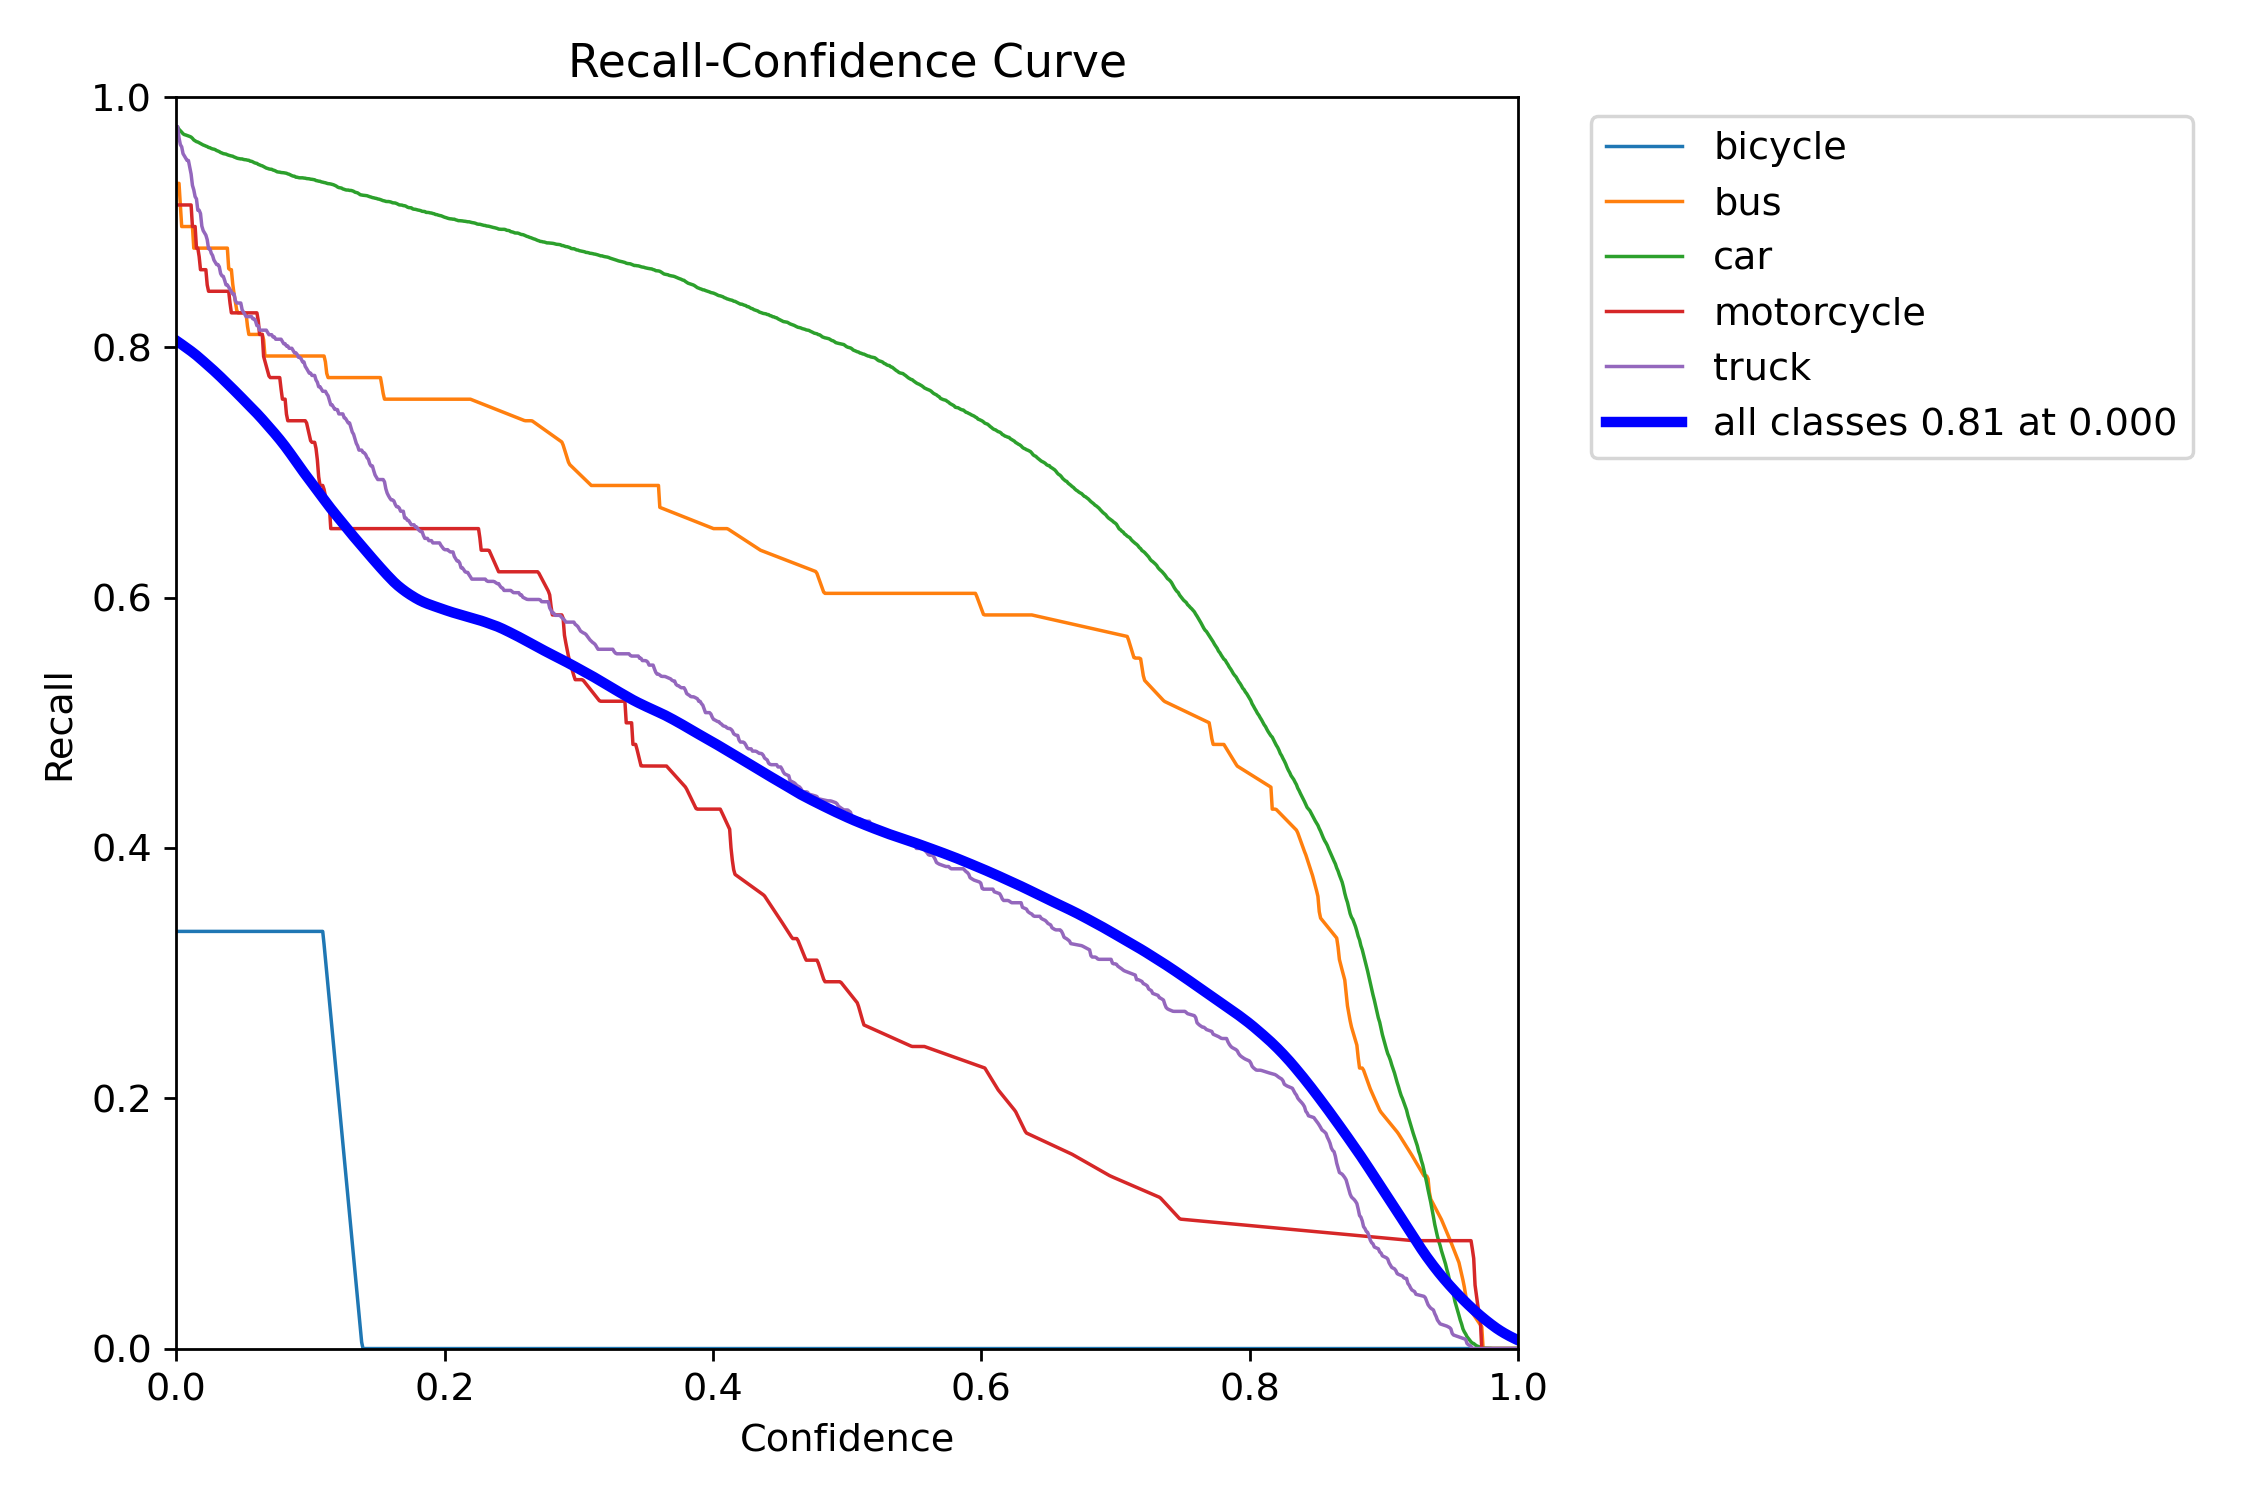 Recall-Confidence Curve
1.0
0.8
0.6
0.4
0.2
0.0
Recall
0.0 0.2 0.4 0.6 0.8 1.0
Confidence
bicycle
bus
car
motorcycle
truck
all classes 0.81 at 0.000